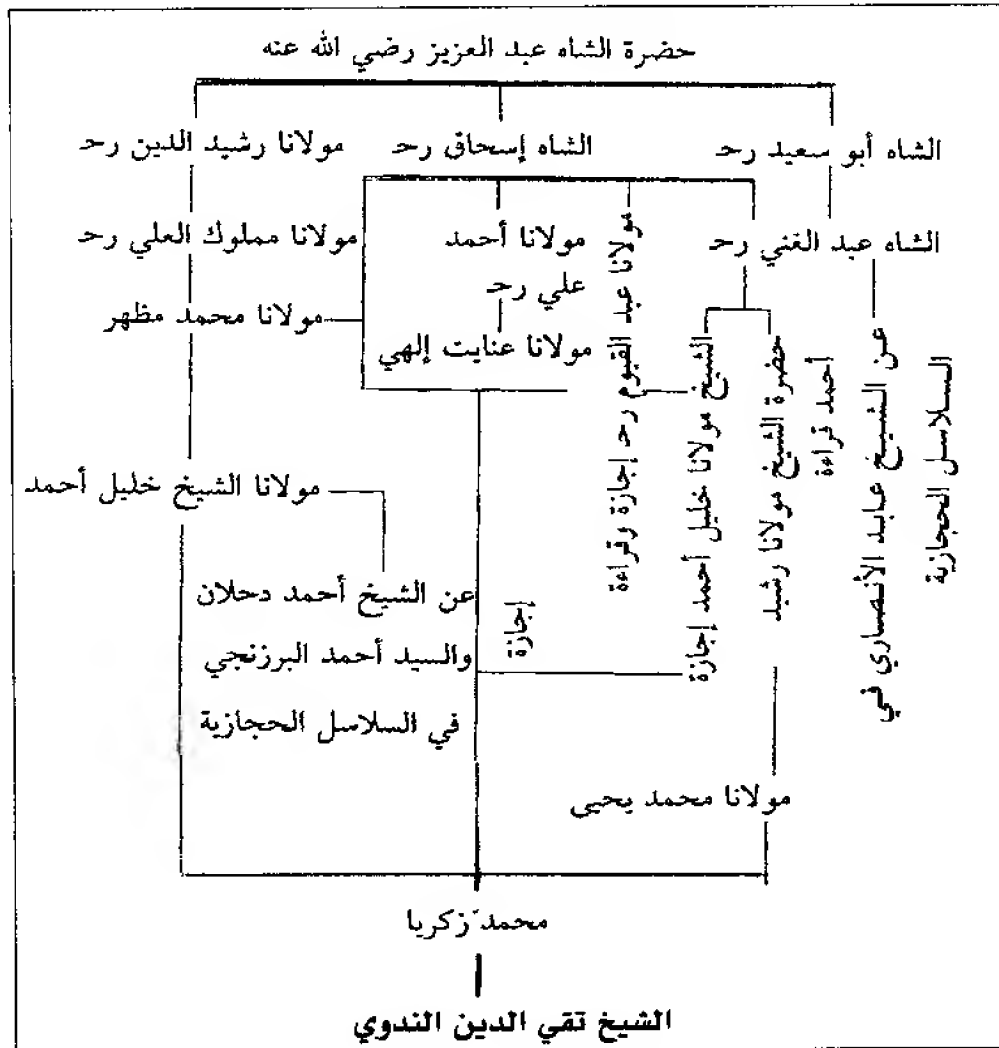 حضرة الشاه عبد العزيز رضي الله عنه
الشاه أبو سعيد رحـ
الشاه إسحاق رحـ
مولانا رشيد الدين رحـ
الشاه عبد الغني رحـ
مولانا عبد القيوم رحـ إجازة وقراءة
مولانا أحمد
علي رحـ
مولانا مملوك العلي رحـ
مولانا محمد مظهر
مولانا عنايت إلهي
عن الشيخ عابد الأنصاري في
السلاسل الحجازية
حضرة الشيخ مولانا رشيد
أحمد قراءة
الشيخ مولانا خليل أحمد إجازة
مولانا الشيخ خليل أحمد
عن الشيخ أحمد دحلان
والسيد أحمد البرزنجي
في السلاسل الحجازية
إجازة
مولانا محمد يحيى
محمد زكريا
الشيخ تقي الدين الندوي